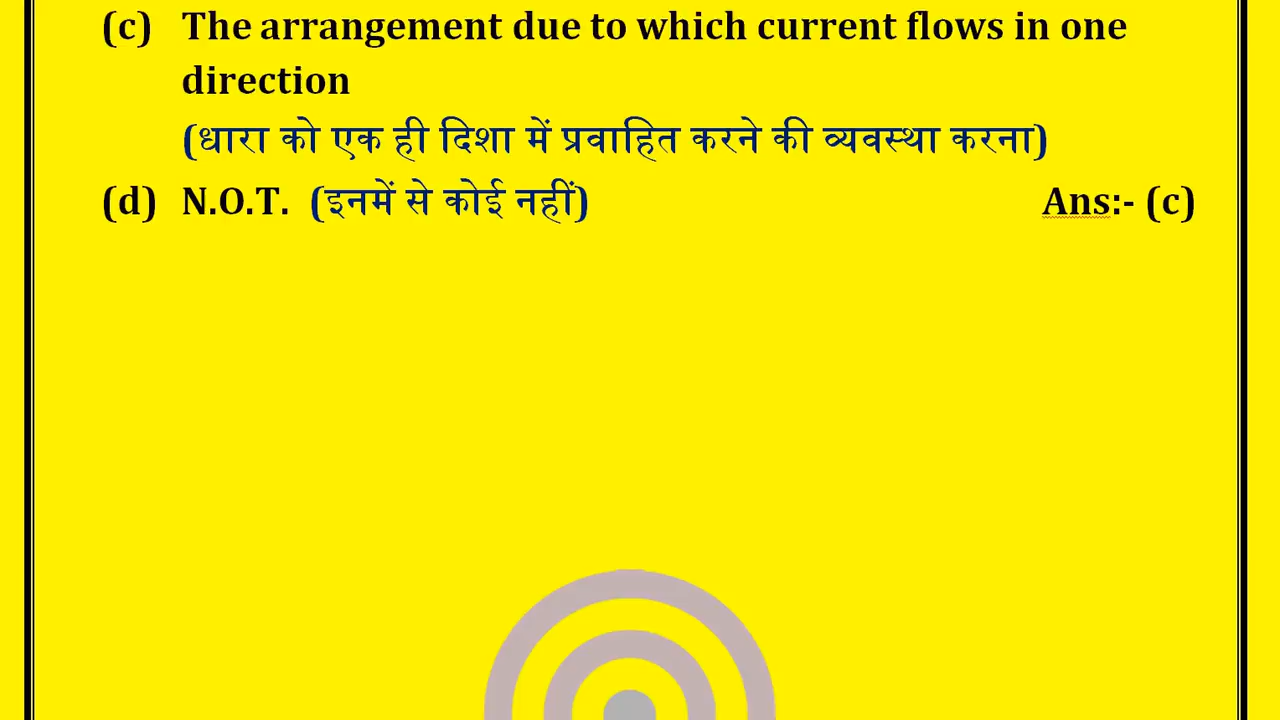 (c) The arrangement due to which current flows in one
direction
(धारा को एक ही दिशा में प्रवाहित करने की व्यवस्था करना)
(d) N.O.T. (इनमें से कोई नहीं) Ans:- (c)